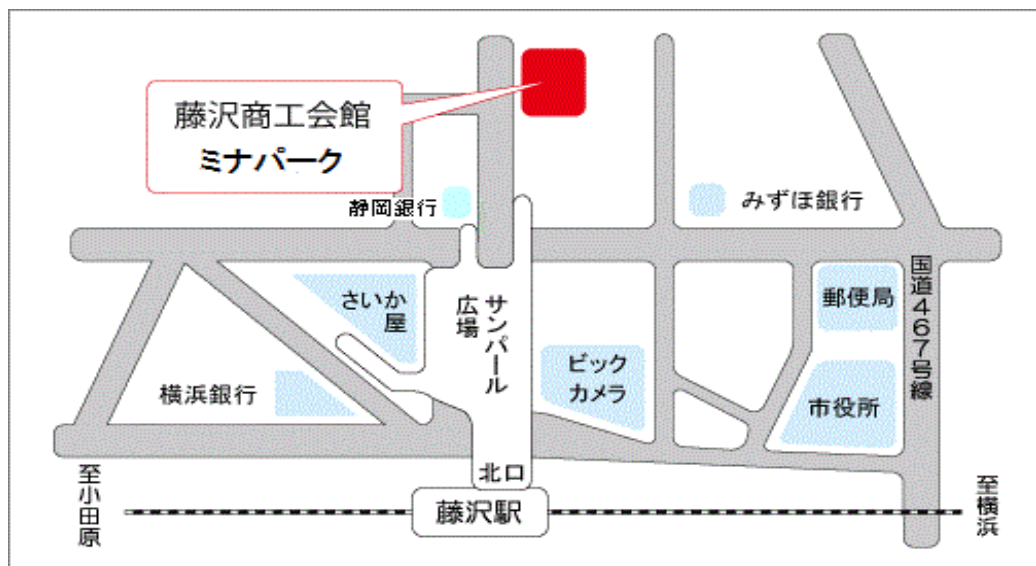 藤沢商工会館
ミナパーク
静岡銀行
みずほ銀行
さいか
屋
サンパール
広場
国道467号線
郵便局
ビック
カメラ
横浜銀行
市役所
北口
至小田原
藤沢駅
至横浜